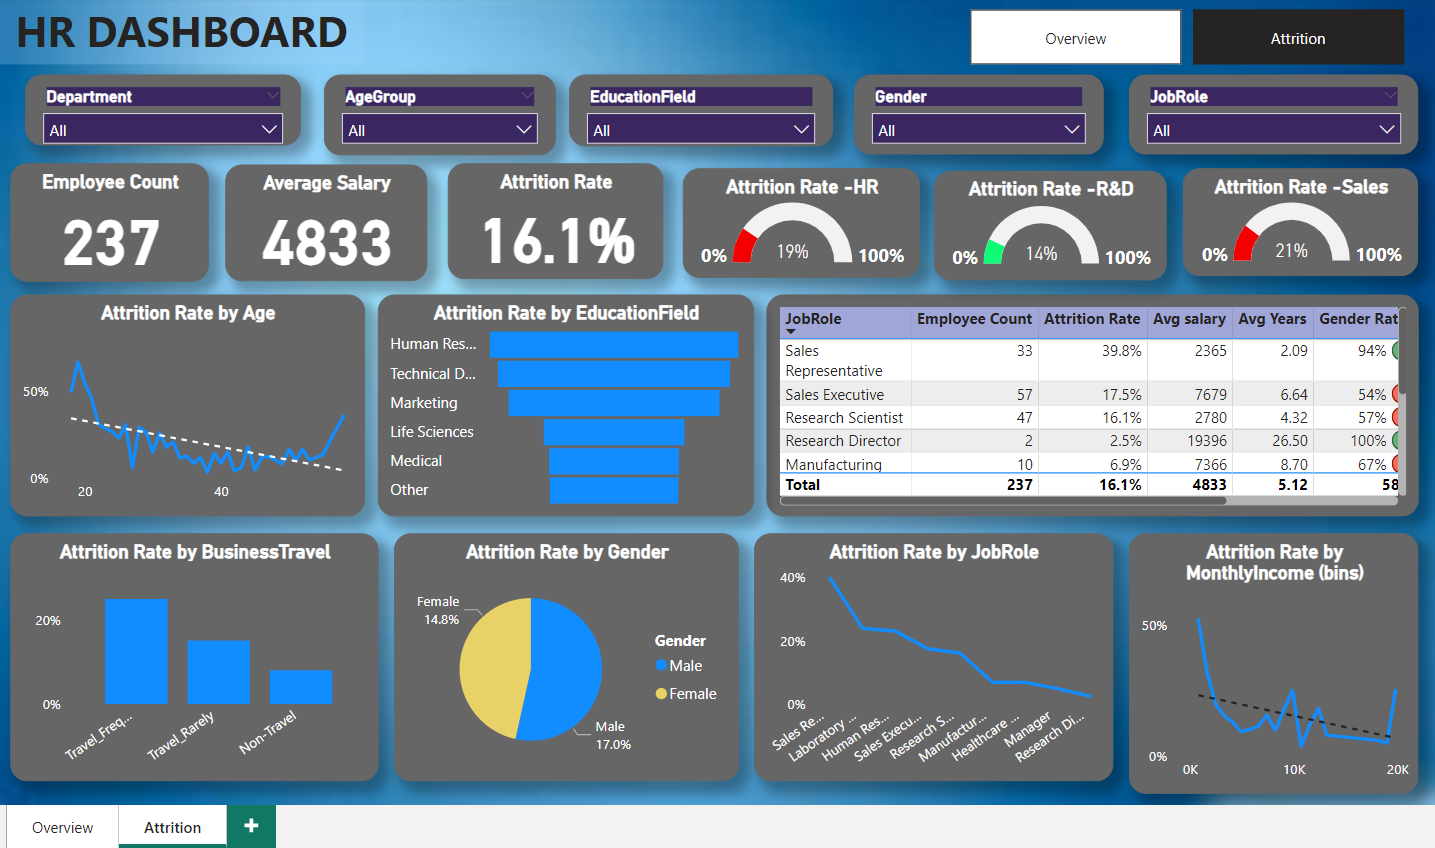 HR DASHBOARD
Overview
Attrition
Department
AgeGroup
EducationField
Gender
JobRole
All
All
All
All
All
Employee Count
237
Average Salary
4833
Attrition Rate
16.1%
Attrition Rate -HR
0%
19%
100%
Attrition Rate -R&D
0%
14%
100%
Attrition Rate -Sales
0%
21%
100%
Attrition Rate by Age
50%
0%
20
40
Attrition Rate by EducationField
Human Res...
Technical D...
Marketing
Life Sciences
Medical
Other
JobRole Employee Count Attrition Rate Avg salary Avg Years Gender Rat
Sales
Representative 33 39.8% 2365 2.09 94%
Sales Executive 57 17.5% 7679 6.64 54%
Research Scientist 47 16.1% 2780 4.32 57%
Research Director 2 2.5% 19396 26.50 100%
Manufacturing 10 6.9% 7366 8.70 67%
Total 237 16.1% 4833 5.12 58
Attrition Rate by BusinessTravel
20%
0%
Travel_Freq...
Travel_Rarely
Non-Travel
Attrition Rate by Gender
Female
14.8%
Male
17.0%
Gender
Male
Female
Attrition Rate by JobRole
40%
20%
0%
Sales Re...
Laboratory ...
Human Res...
Sales Execu...
Research S...
Manufactur...
Healthcare ...
Manager
Research Di...
Attrition Rate by
MonthlyIncome (bins)
50%
0%
0K
10K
20K
Overview
Attrition
+